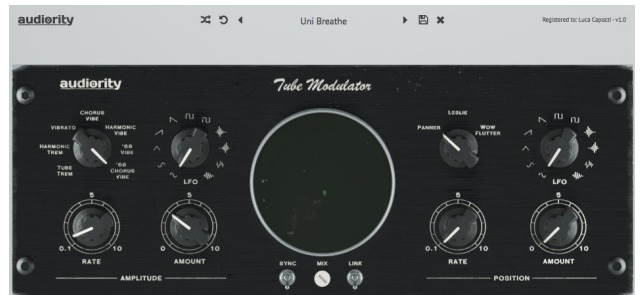 audiority
Uni Breathe
Registered to: Luca Capozzi - v1.0
audiority
Tube Modulator
CHORUS
VIBE
VIBRATO
HARMONIC
VIBE
HARMONIC
TREM
'68
VIBE
TUBE
TREM
'68
CHORUS
VIBE
LFO
LESLIE
PANNER
WOW
FLUTTER
LFO
5
0.1
10
RATE
5
0
10
AMOUNT
AMPLITUDE
SYNC
MIX
LINK
5
0.1
10
RATE
5
0
10
AMOUNT
POSITION